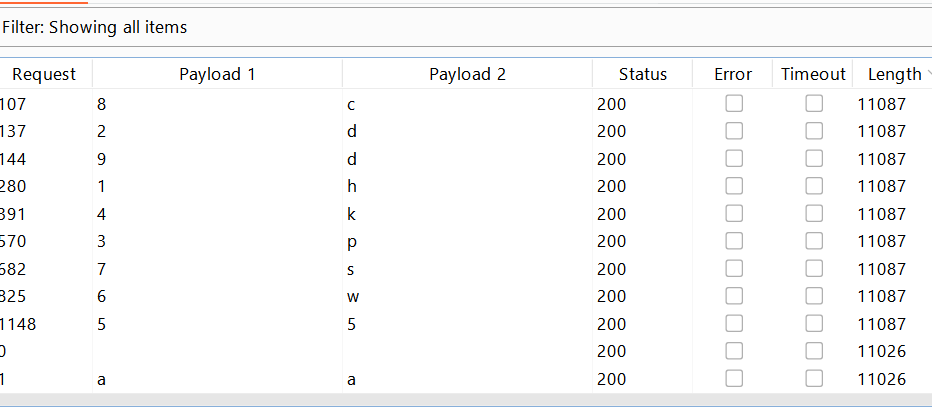 Filter: Showing all items
Request Payload 1 Payload 2 Status Error Timeout Length
107 8 c 200 11087
137 2 d 200 11087
144 9 d 200 11087
280 1 h 200 11087
391 4 k 200 11087
570 3 p 200 11087
682 7 s 200 11087
825 6 w 200 11087
1148 5 5 200 11087
0 200 11026
1 a a 200 11026